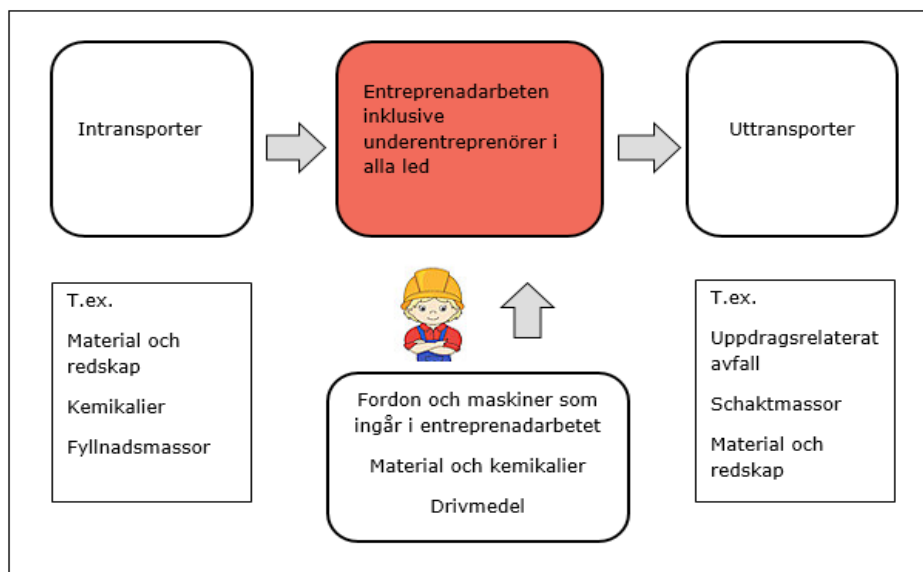 Intransporter
Entreprenadarbeten
inklusive
underentreprenörer i
alla led
Uttransporter
T.ex.
Material och
redskap
Kemikalier
Fyllnadsmassor
Fordon och maskiner som
ingår i entreprenadarbetet
Material och kemikalier
Drivmedel
T.ex.
Uppdragsrelaterat
avfall
Schaktmassor
Material och
redskap